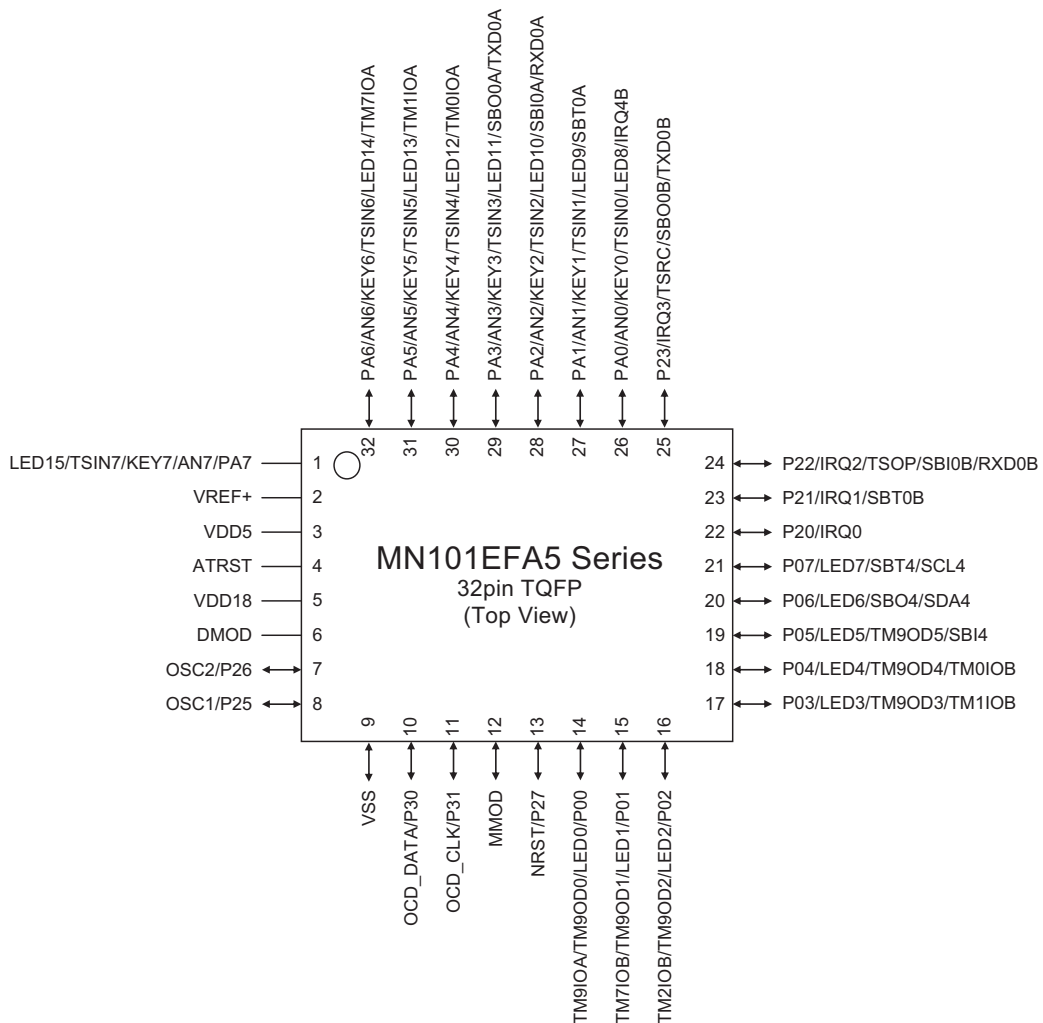 PA6/AN6/KEY6/TSIN6/LED14/TM7IOA
PA5/AN5/KEY5/TSIN5/LED13/TM1IOA
PA4/AN4/KEY4/TSIN4/LED12/TM0IOA
PA3/AN3/KEY3/TSIN3/LED11/SBO0A/TXD0A
PA2/AN2/KEY2/TSIN2/LED10/SBI0A/RXD0A
PA1/AN1/KEY1/TSIN1/LED9/SBT0A
PA0/AN0/KEY0/TSIN0/LED8/IRQ4B
P23/IRQ3/TSRC/SBO0B/TXD0B
32
31
30
29
28
27
26
25
LED15/TSIN7/KEY7/AN7/PA7 1
VREF+ 2
VDD5 3
ATRST 4
VDD18 5
DMOD 6
OSC2/P26 7
OSC1/P25 8
MN101EFA5 Series
32pin TQFP
(Top View)
24 P22/IRQ2/TSOP/SBI0B/RXD0B
23 P21/IRQ1/SBT0B
22 P20/IRQ0
21 P07/LED7/SBT4/SCL4
20 P06/LED6/SBO4/SDA4
19 P05/LED5/TM9OD5/SBI4
18 P04/LED4/TM9OD4/TM0IOB
17 P03/LED3/TM9OD3/TM1IOB
9
10
11
12
13
14
15
16
VSS
OCD_DATA/P30
OCD_CLK/P31
MMOD
NRST/P27
TM9IOA/TM9OD0/LED0/P00
TM7IOB/TM9OD1/LED1/P01
TM2IOB/TM9OD2/LED2/P02